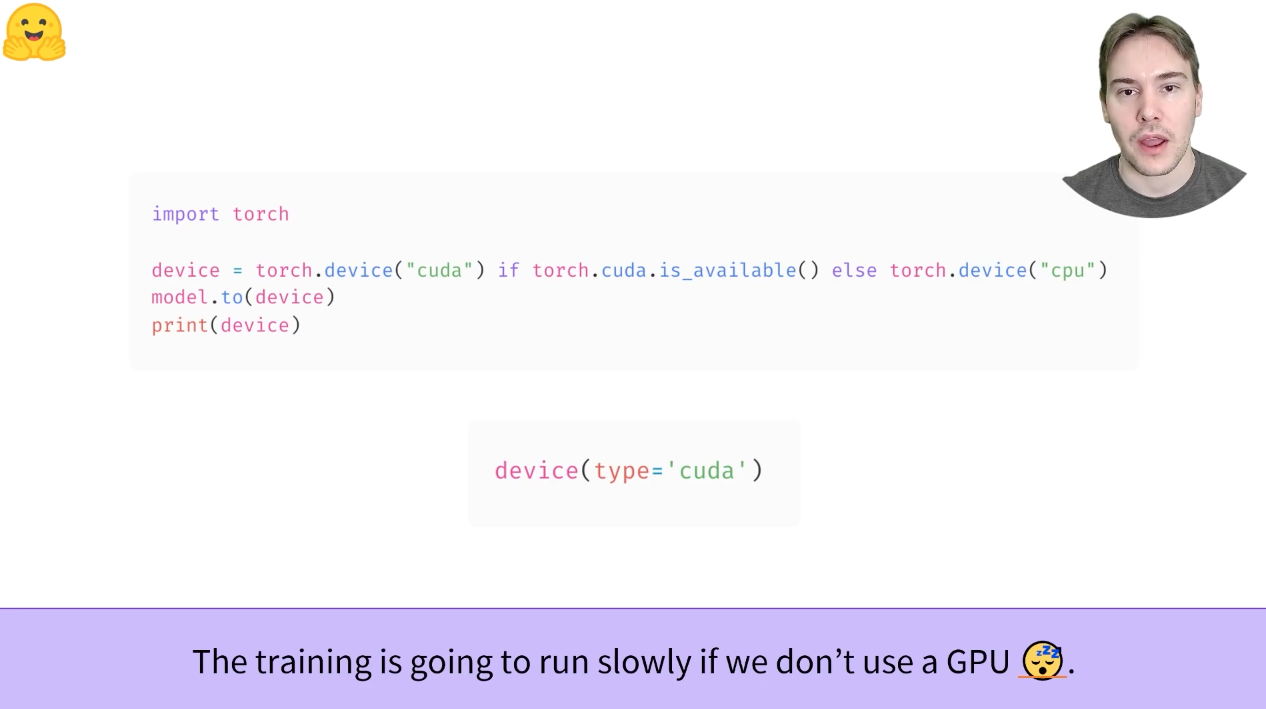 import torch
device = torch.device("cuda") if torch.cuda.is_available() else torch.device("cpu")
model.to(device)
print(device)
device(type='cuda')
The training is going to run slowly if we don’t use a GPU 😴.